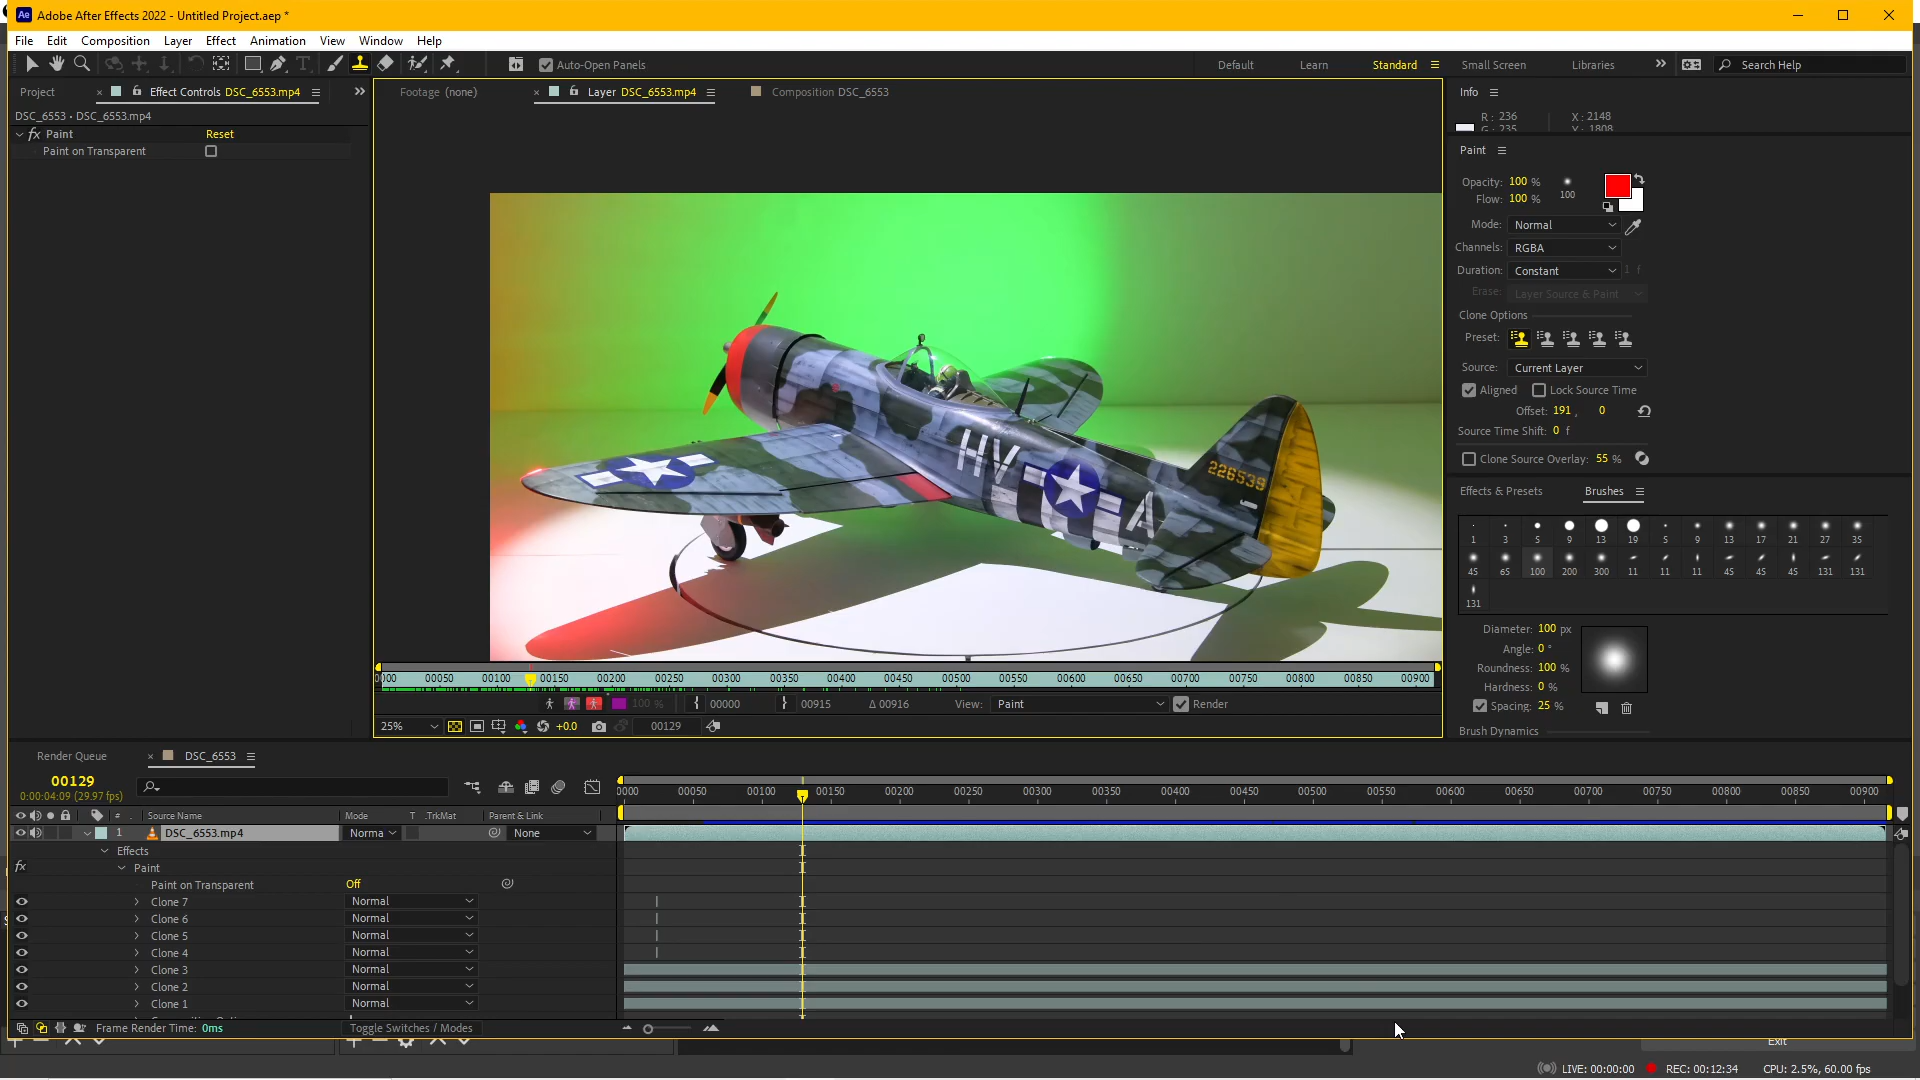 Ae Adobe After Effects 2022 - Untitled Project.aep *
File Edit Composition Layer Effect Animation View Window Help
T Auto-Open Panels Default Learn Standard Small Screen Libraries Search Help
Project Effect Controls DSC_6553.mp4
DSC_6553 • DSC_6553.mp4
fx Paint Reset
Paint on Transparent
Footage (none) Layer DSC_6553.mp4 Composition DSC_6553
HV A
226539
0000 00050 00100 00150 00200 00250 00300 00350 00400 00450 00500 00550 00600 00650 00700 00750 00800 00850 00900
100 % 00000 00915 Δ 00916 View: Paint Render
25% +0.0 00129
Info
R: 236 X: 2148
G: 235 Y: 1808
Paint
Opacity: 100 %
Flow: 100 % 100
Mode: Normal
Channels: RGBA
Duration: Constant 1 f
Erase: Layer Source & Paint
Clone Options
Preset:
Source: Current Layer
Aligned Lock Source Time
Offset: 191 , 0
Source Time Shift: 0 f
Clone Source Overlay: 55 %
Effects & Presets Brushes
1 3 5 9 13 19 5 9 13 17 21 27 35
45 65 100 200 300 11 11 11 45 45 45 131 131
131
Diameter: 100 px
Angle: 0 °
Roundness: 100 %
Hardness: 0 %
Spacing: 25 %
Brush Dynamics
Render Queue DSC_6553
00129
0:00:04:09 (29.97 fps)
0000 00050 00100 00150 00200 00250 00300 00350 00400 00450 00500 00550 00600 00650 00700 00750 00800 00850 00900
# . Source Name Mode T .TrkMat Parent & Link
1 DSC_6553.mp4 Norma None
Effects
fx Paint
Paint on Transparent Off
Clone 7 Normal
Clone 6 Normal
Clone 5 Normal
Clone 4 Normal
Clone 3 Normal
Clone 2 Normal
Clone 1 Normal
Frame Render Time: 0ms Toggle Switches / Modes
Exit
LIVE: 00:00:00 REC: 00:12:34 CPU: 2.5%, 60.00 fps